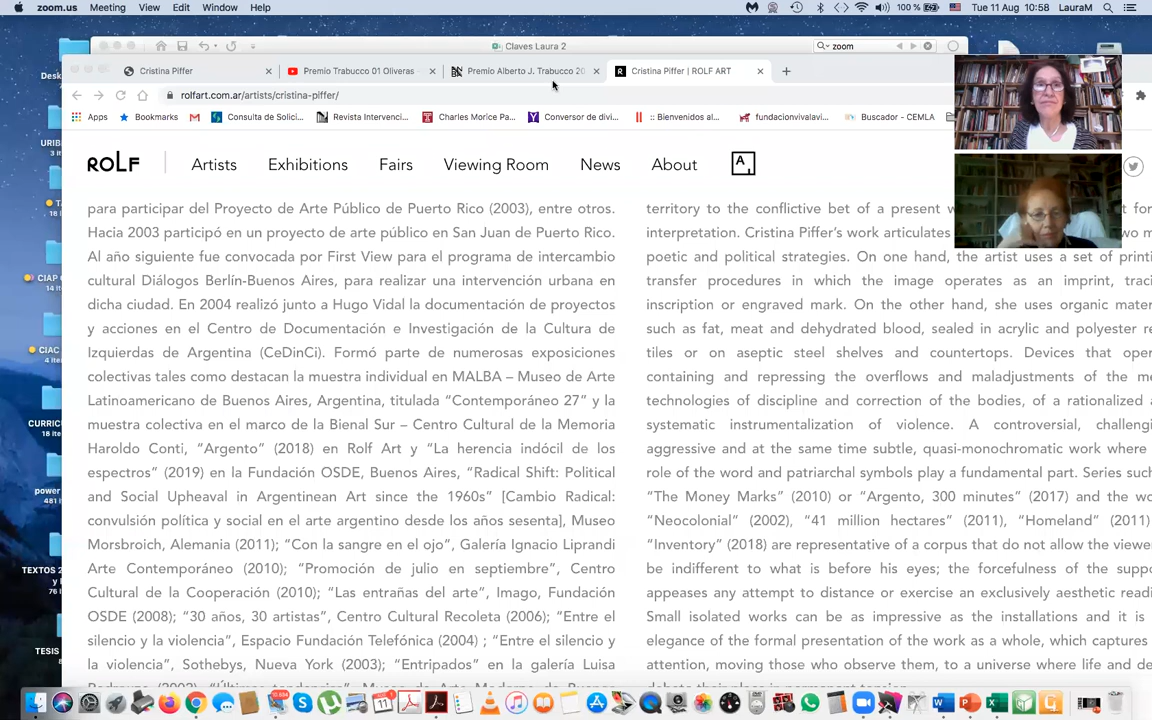 zoom.us Meeting View Edit Window Help 100 % Tue 11 Aug 10:58 LauraM
Claves Laura 2 zoom
Cristina Piffer Premio Trabucco 01 Oliveras - Premio Alberto J. Trabucco 20 Cristina Piffer | ROLF ART
rolfart.com.ar/artists/cristina-piffer/
Apps Bookmarks Consulta de Solici... Revista Intervenci... Charles Morice Pa... Conversor de divi... :: Bienvenidos al... fundacionvivalavi... Buscador - CEMLA
ROLF Artists Exhibitions Fairs Viewing Room News About A
para participar del Proyecto de Arte Público de Puerto Rico (2003), entre otros.
Hacia 2003 participó en un proyecto de arte público en San Juan de Puerto Rico.
Al año siguiente fue convocada por First View para el programa de intercambio
cultural Diálogos Berlín-Buenos Aires, para realizar una intervención urbana en
dicha ciudad. En 2004 realizó junto a Hugo Vidal la documentación de proyectos
y acciones en el Centro de Documentación e Investigación de la Cultura de
Izquierdas de Argentina (CeDinCi). Formó parte de numerosas exposiciones
colectivas tales como destacan la muestra individual en MALBA – Museo de Arte
Latinoamericano de Buenos Aires, Argentina, titulada “Contemporáneo 27” y la
muestra colectiva en el marco de la Bienal Sur – Centro Cultural de la Memoria
Haroldo Conti, “Argento” (2018) en Rolf Art y “La herencia indócil de los
espectros” (2019) en la Fundación OSDE, Buenos Aires, “Radical Shift: Political
and Social Upheaval in Argentinean Art since the 1960s” [Cambio Radical:
convulsión política y social en el arte argentino desde los años sesenta], Museo
Morsbroich, Alemania (2011); “Con la sangre en el ojo”, Galería Ignacio Liprandi
Arte Contemporáneo (2010); “Promoción de julio en septiembre”, Centro
Cultural de la Cooperación (2010); “Las entrañas del arte”, Imago, Fundación
OSDE (2008); “30 años, 30 artistas”, Centro Cultural Recoleta (2006); “Entre el
silencio y la violencia”, Espacio Fundación Telefónica (2004) ; “Entre el silencio y
la violencia”, Sothebys, Nueva York (2003); “Entripados” en la galería Luisa
territory to the conflictive bet of a present
interpretation. Cristina Piffer’s work articulates
poetic and political strategies. On one hand, the artist uses a set of printi
transfer procedures in which the image operates as an imprint, traci
inscription or engraved mark. On the other hand, she uses organic mater
such as fat, meat and dehydrated blood, sealed in acrylic and polyester re
tiles or on aseptic steel shelves and countertops. Devices that oper
containing and repressing the overflows and maladjustments of the me
technologies of discipline and correction of the bodies, of a rationalized a
systematic instrumentalization of violence. A controversial, challengi
aggressive and at the same time subtle, quasi-monochromatic work where
role of the word and patriarchal symbols play a fundamental part. Series such
“The Money Marks” (2010) or “Argento, 300 minutes” (2017) and the wo
“Neocolonial” (2002), “41 million hectares” (2011), “Homeland” (2011)
“Inventory” (2018) are representative of a corpus that do not allow the viewer
be indifferent to what is before his eyes; the forcefulness of the suppo
appeases any attempt to distance or exercise an exclusively aesthetic readi
Small isolated works can be as impressive as the installations and it is
elegance of the formal presentation of the work as a whole, which captures
attention, moving those who observe them, to a universe where life and de
Desk
URIB
CIAP
CIAC
CURRICU
power
TEXTOS 2
y l
TESIS